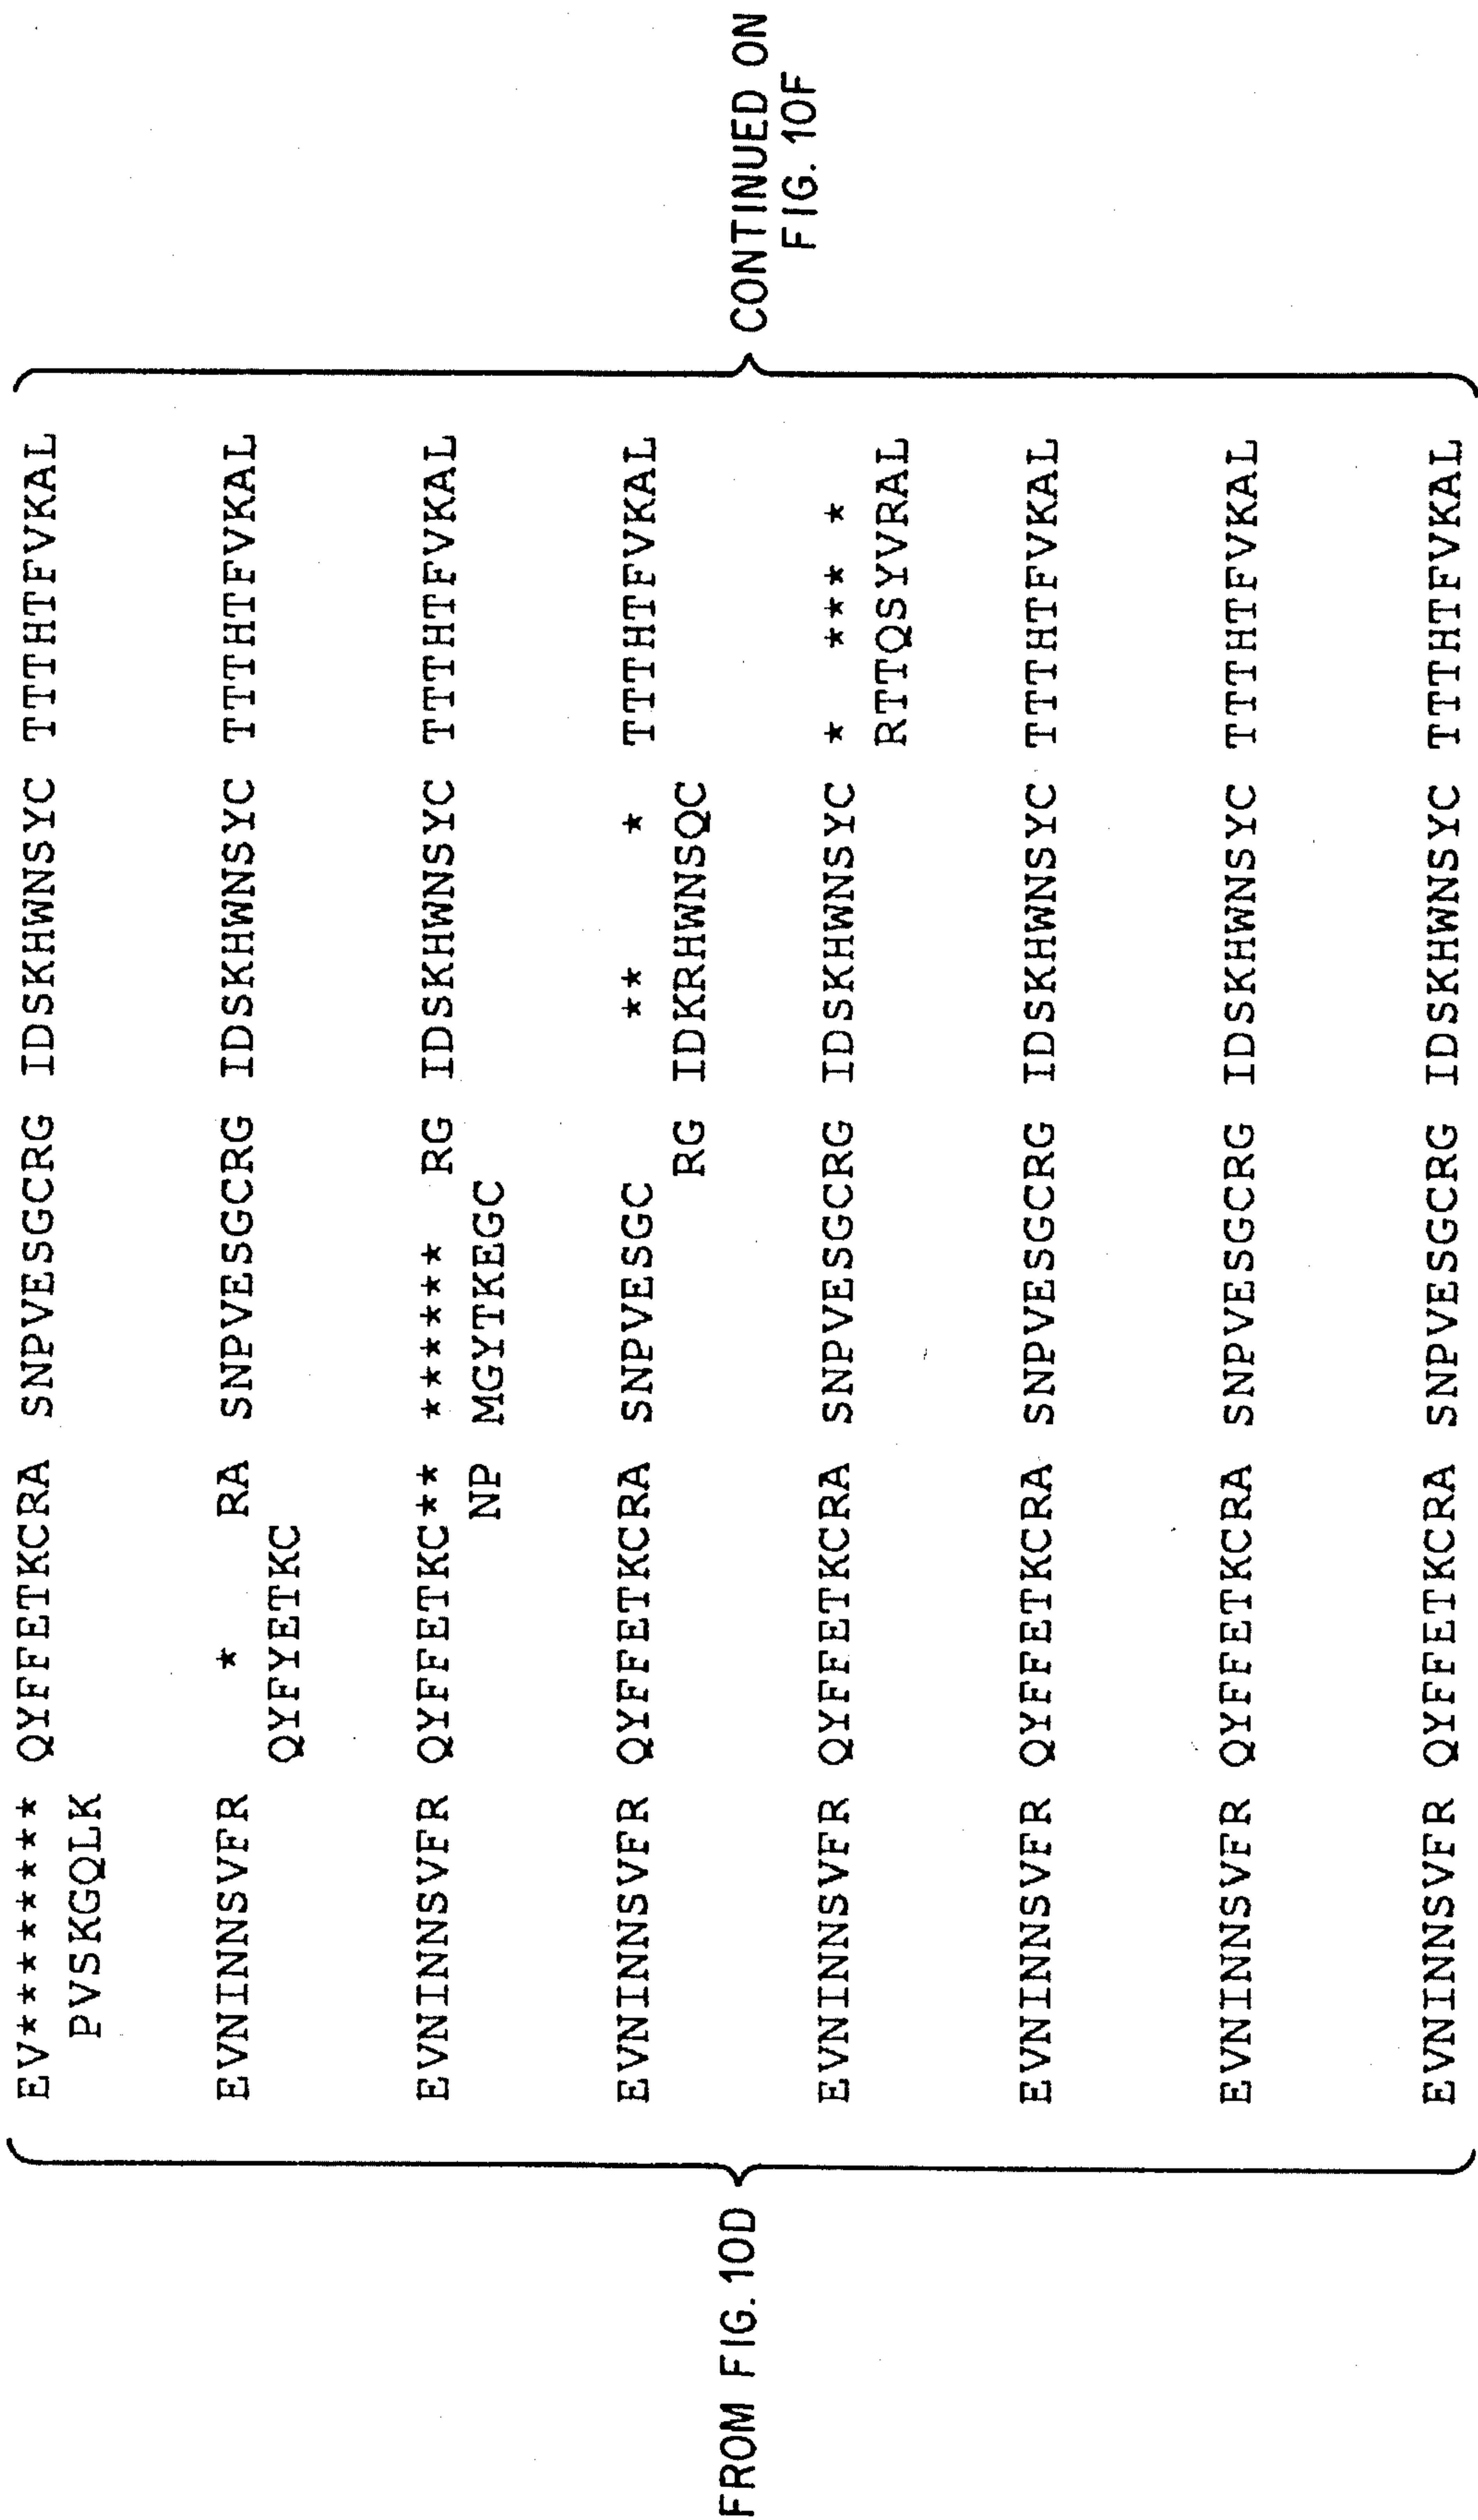 FROM FIG. 10D
EV******** QYFFETKCRA SNPVESGCRG IDSKHWNSYC TTTHTFVKAL
PVSKGQLK
EVNINNSVFR * RA SNPVESGCRG IDSKHWNSYC TTTHTFVKAL
QYFYETKC
EVNINNSVFR QYFFETKC** ***** RG IDSKHWNSYC TTTHTFVKAL
NP MGYTKEGC
EVNINNSVFR QYFFETKCRA SNPVESGC ** * TTTHTFVKAL
RG IDKRHWNSQC
EVNINNSVFR QYFFETKCRA SNPVESGCRG IDSKHWNSYC * *** *
RTTQSYVRAL
EVNINNSVFR QYFFETKCRA SNPVESGCRG IDSKHWNSYC TTTHTFVKAL
EVNINNSVFR QYFFETKCRA SNPVESGCRG IDSKHWNSYC TTTHTFVKAL
EVNINNSVFR QYFFETKCRA SNPVESGCRG IDSKHWNSYC TTTHTFVKAL
CONTINUED ON
FIG. 10F